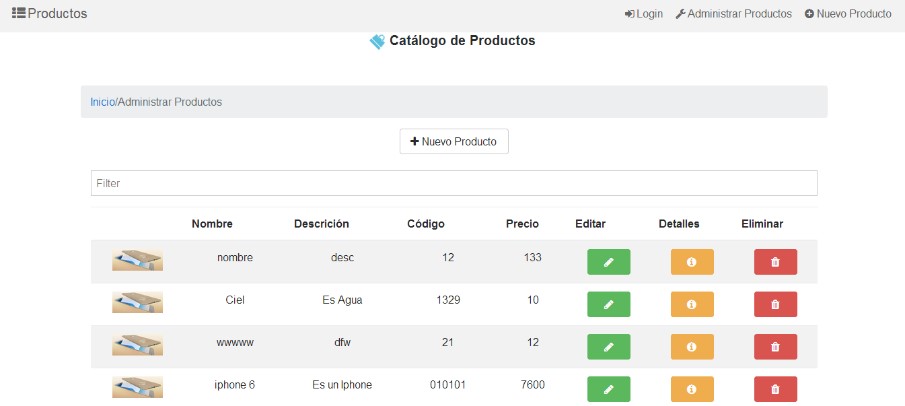 Productos Login Administrar Productos Nuevo Producto
Catálogo de Productos
Inicio/Administrar Productos
Nuevo Producto
Filter
Nombre Descrición Código Precio Editar Detalles Eliminar
nombre desc 12 133
Ciel Es Agua 1329 10
wwwww dfw 21 12
iphone 6 Es un Iphone 010101 7600